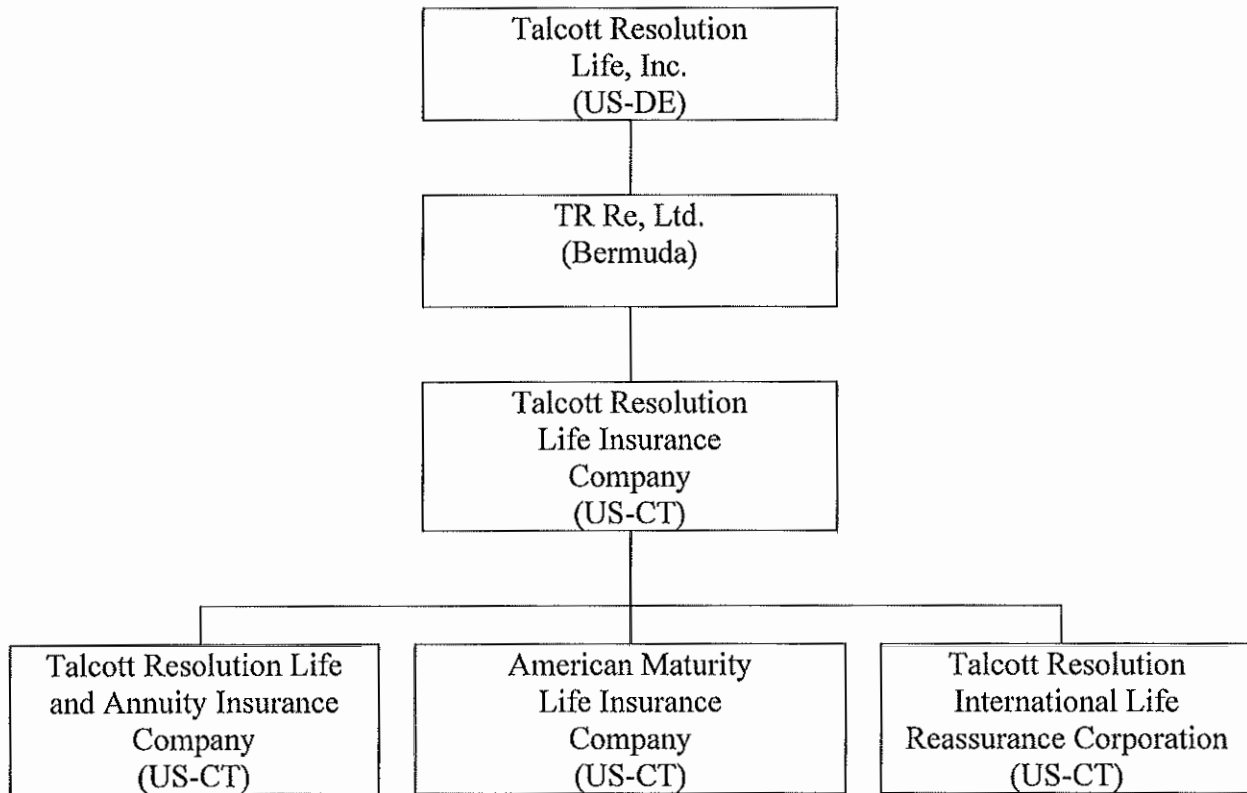 Talcott Resolution
Life, Inc.
(US-DE)
TR Re, Ltd.
(Bermuda)
Talcott Resolution
Life Insurance
Company
(US-CT)
Talcott Resolution Life
and Annuity Insurance
Company
(US-CT)
American Maturity
Life Insurance
Company
(US-CT)
Talcott Resolution
International Life
Reassurance Corporation
(US-CT)